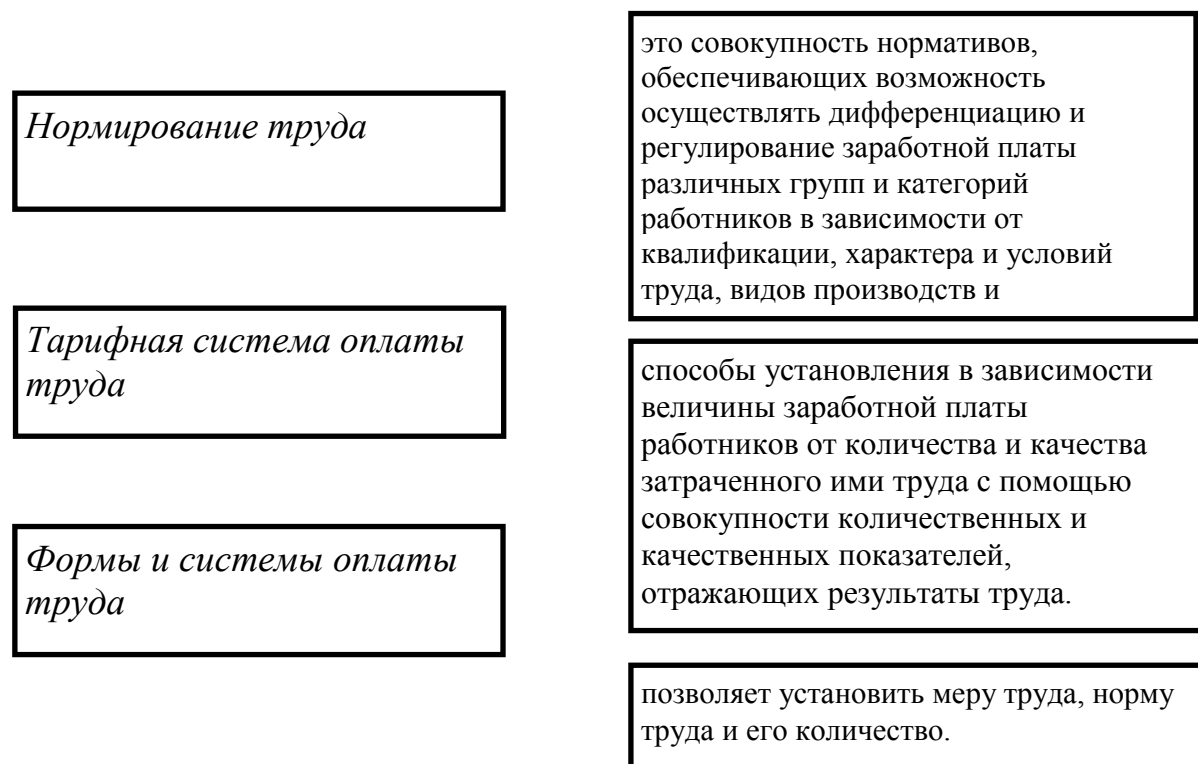 Нормирование труда
Тарифная система оплаты
труда
Формы и системы оплаты
труда
это совокупность нормативов,
обеспечивающих возможность
осуществлять дифференциацию и
регулирование заработной платы
различных групп и категорий
работников в зависимости от
квалификации, характера и условий
труда, видов производств и
способы установления в зависимости
величины заработной платы
работников от количества и качества
затраченного ими труда с помощью
совокупности количественных и
качественных показателей,
отражающих результаты труда.
позволяет установить меру труда, норму
труда и его количество.